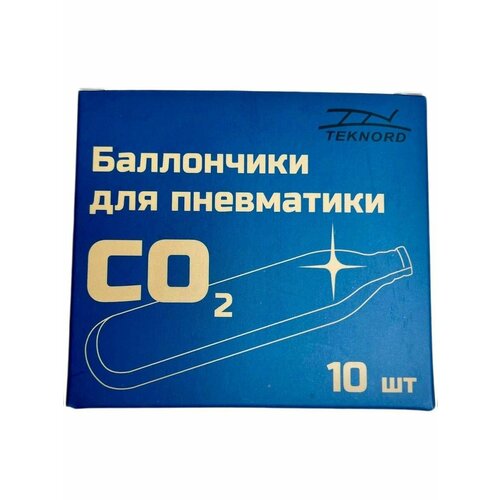 TEKNORD
Баллончики
для пневматики
CO2
10 шт